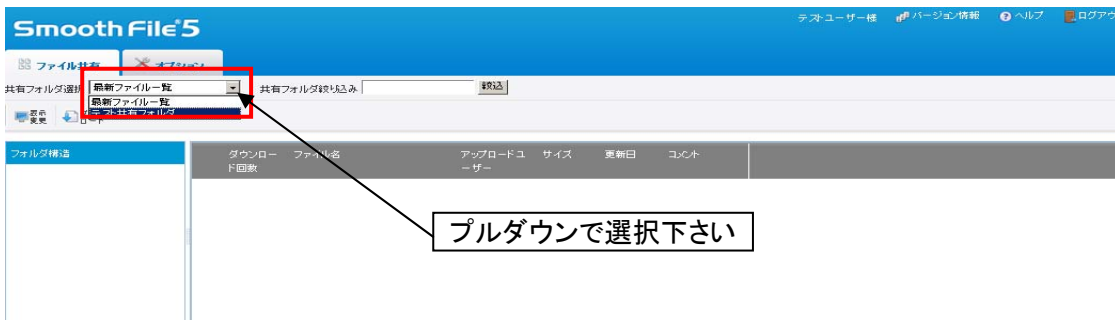 Smooth File 5
テストユーザー様 バージョン情報 ヘルプ ログアウ
ファイル共有 オプション
共有フォルダ選択 最新ファイル一覧 共有フォルダ絞り込み 絞込
最新ファイル一覧
テスト共有フォルダ
表示
変更
フォルダ構造
ダウンロー ファイル名 アップロードユ サイズ 更新日 コメント
ド回数 ーザー
プルダウンで選択下さい